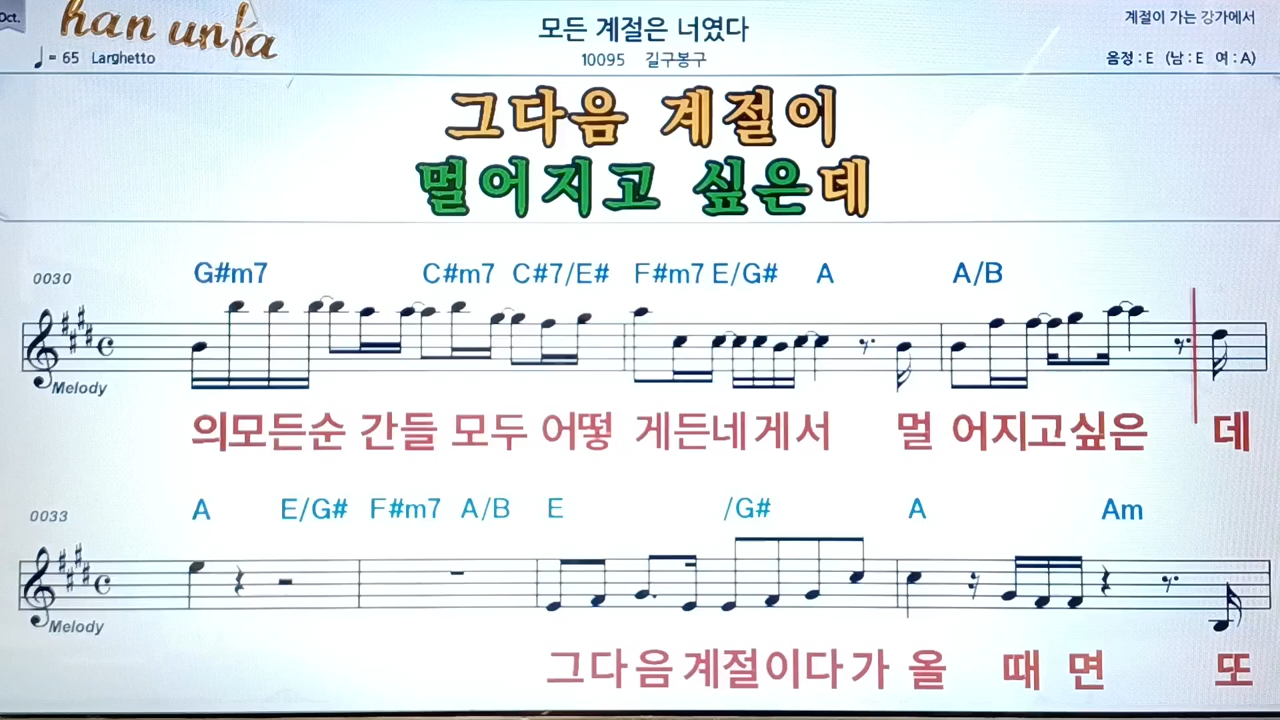 Oct.
han unfa
♩ = 65 Larghetto
모든 계절은 너였다
10095 길구봉구
계절이 가는 강가에서
음정 : E (남 : E 여 : A)
그다음 계절이
멀어지고 싶은데
0030
G#m7 C#m7 C#7/E# F#m7 E/G# A A/B
Melody
의모든순 간들 모두 어떻 게든네게서 멀 어지고싶은 데
0033
A E/G# F#m7 A/B E /G# A Am
Melody
그다음계절이다가 올 때 면 또